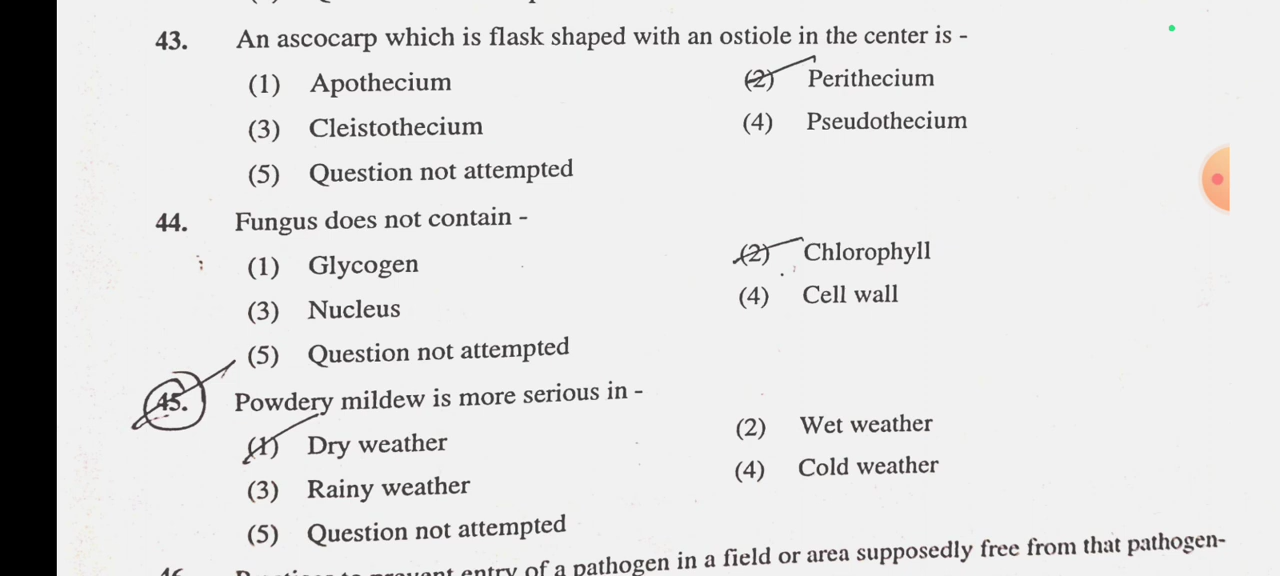 43. An ascocarp which is flask shaped with an ostiole in the center is -
(1) Apothecium (2) Perithecium
(3) Cleistothecium (4) Pseudothecium
(5) Question not attempted
44. Fungus does not contain -
(1) Glycogen (2) Chlorophyll
(3) Nucleus (4) Cell wall
(5) Question not attempted
45. Powdery mildew is more serious in -
(1) Dry weather (2) Wet weather
(3) Rainy weather (4) Cold weather
(5) Question not attempted
to prevent entry of a pathogen in a field or area supposedly free from that pathogen-